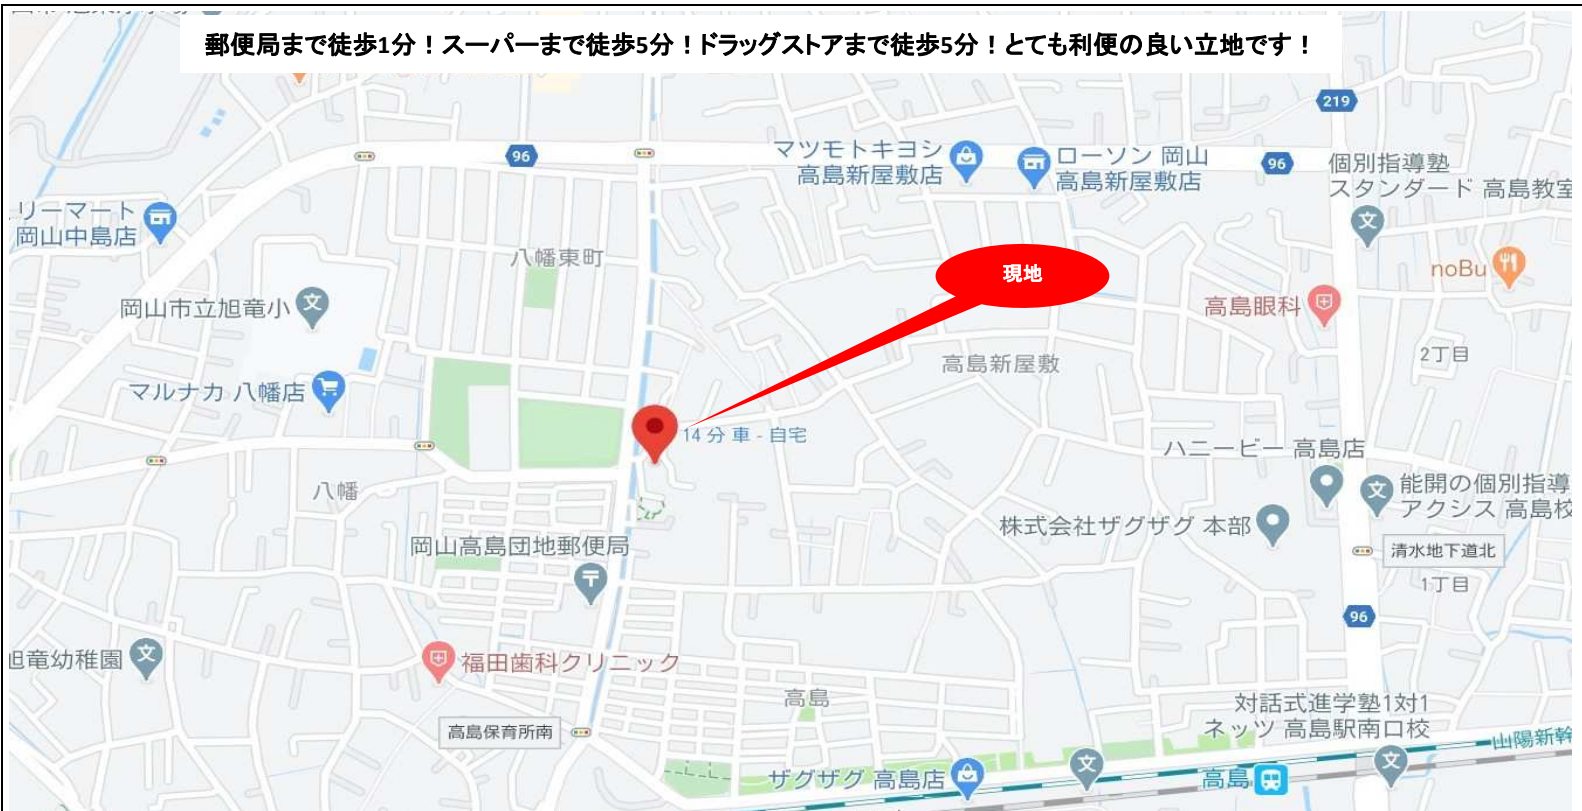 郵便局まで徒歩1分！スーパーまで徒歩5分！ドラッグストアまで徒歩5分！とても利便の良い立地です！
219
96
マツモトキヨシ
高島新屋敷店
ローソン 岡山
高島新屋敷店
96
個別指導塾
スタンダード 高島教室
リーマート
岡山中島店
八幡東町
現地
noBu
岡山市立旭竜小
高島眼科
高島新屋敷
2丁目
マルナカ 八幡店
14 分 車 - 自宅
ハニービー 高島店
八幡
能開の個別指導
アクシス 高島校
株式会社ザグザグ 本部
岡山高島団地郵便局
清水地下道北
1丁目
96
旭竜幼稚園
福田歯科クリニック
高島
対話式進学塾1対1
ネッツ 高島駅南口校
高島保育所南
山陽新幹
ザグザグ 高島店
高島